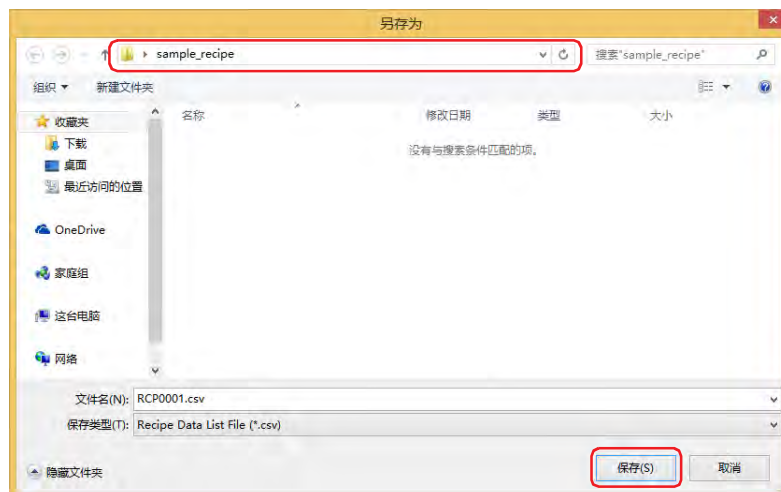 另存为
sample_recipe
搜索"sample_recipe"
组织
新建文件夹
名称
修改日期
类型
大小
没有与搜索条件匹配的项。
收藏夹
下载
桌面
最近访问的位置
OneDrive
家庭组
这台电脑
网络
文件名(N): RCP0001.csv
保存类型(T): Recipe Data List File (*.csv)
隐藏文件夹
保存(S)
取消